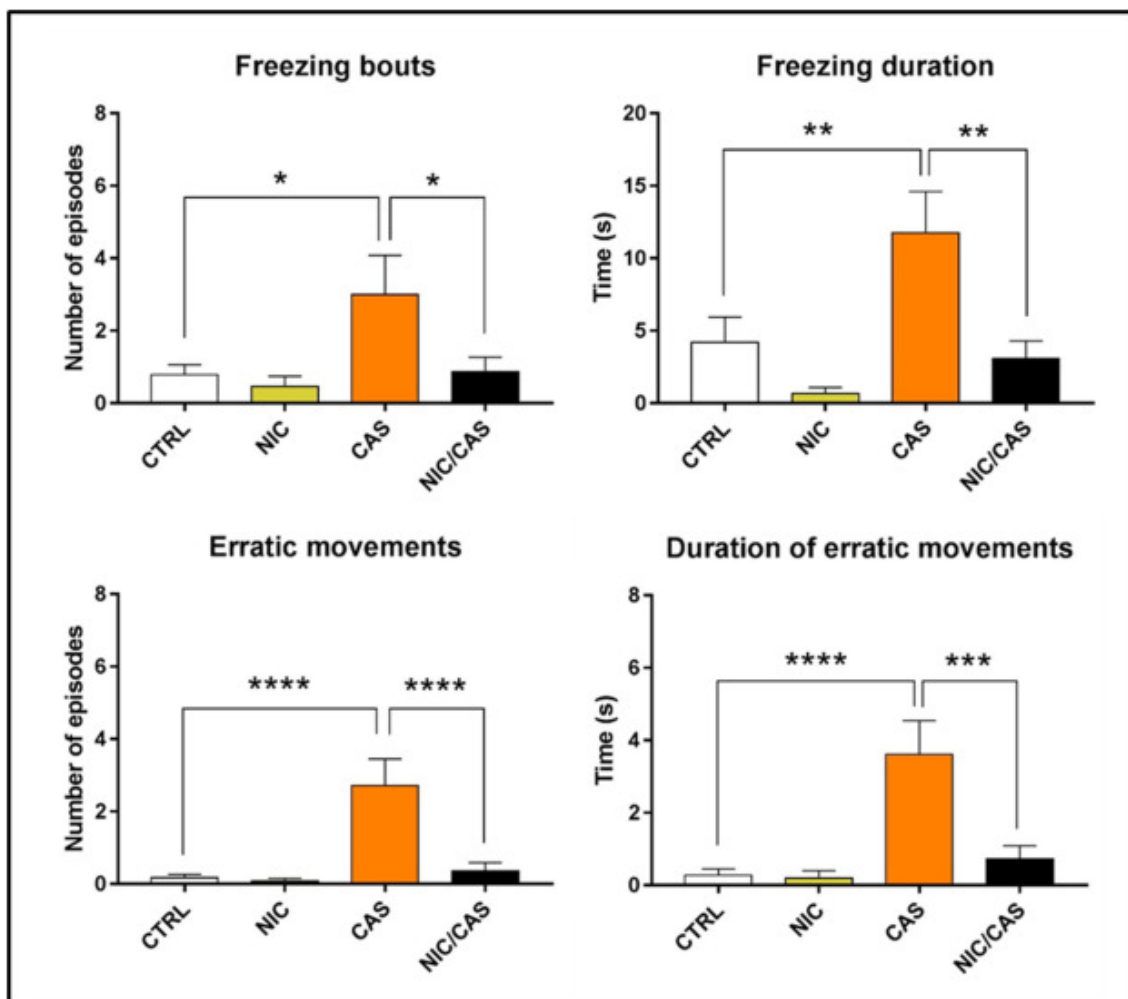 Freezing bouts
Number of episodes
8
6
4
2
0
*
*
CTRL
NIC
CAS
NIC/CAS
Freezing duration
Time (s)
20
15
10
5
0
**
**
CTRL
NIC
CAS
NIC/CAS
Erratic movements
Number of episodes
8
6
4
2
0
****
****
CTRL
NIC
CAS
NIC/CAS
Duration of erratic movements
Time (s)
8
6
4
2
0
****
***
CTRL
NIC
CAS
NIC/CAS